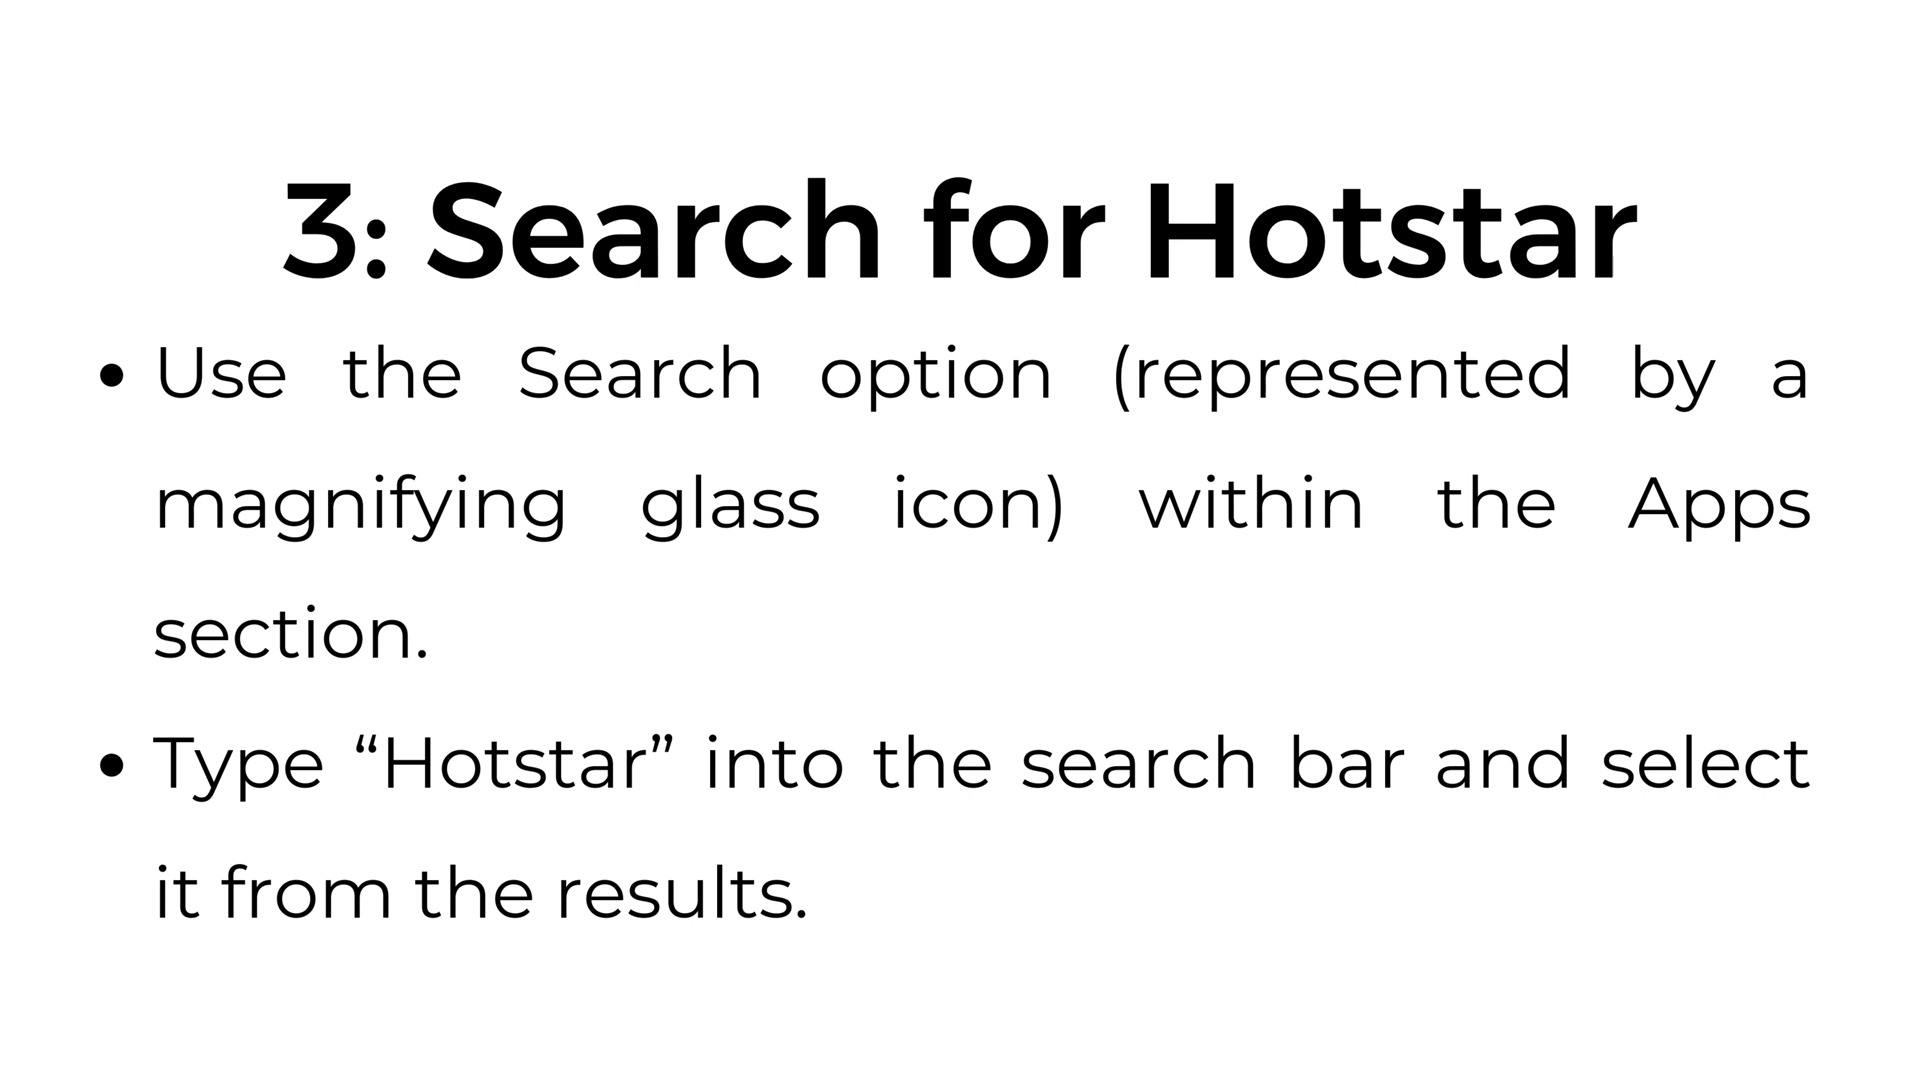 3: Search for Hotstar
• Use the Search option (represented by a
magnifying glass icon) within the Apps
section.
• Type “Hotstar” into the search bar and select
it from the results.